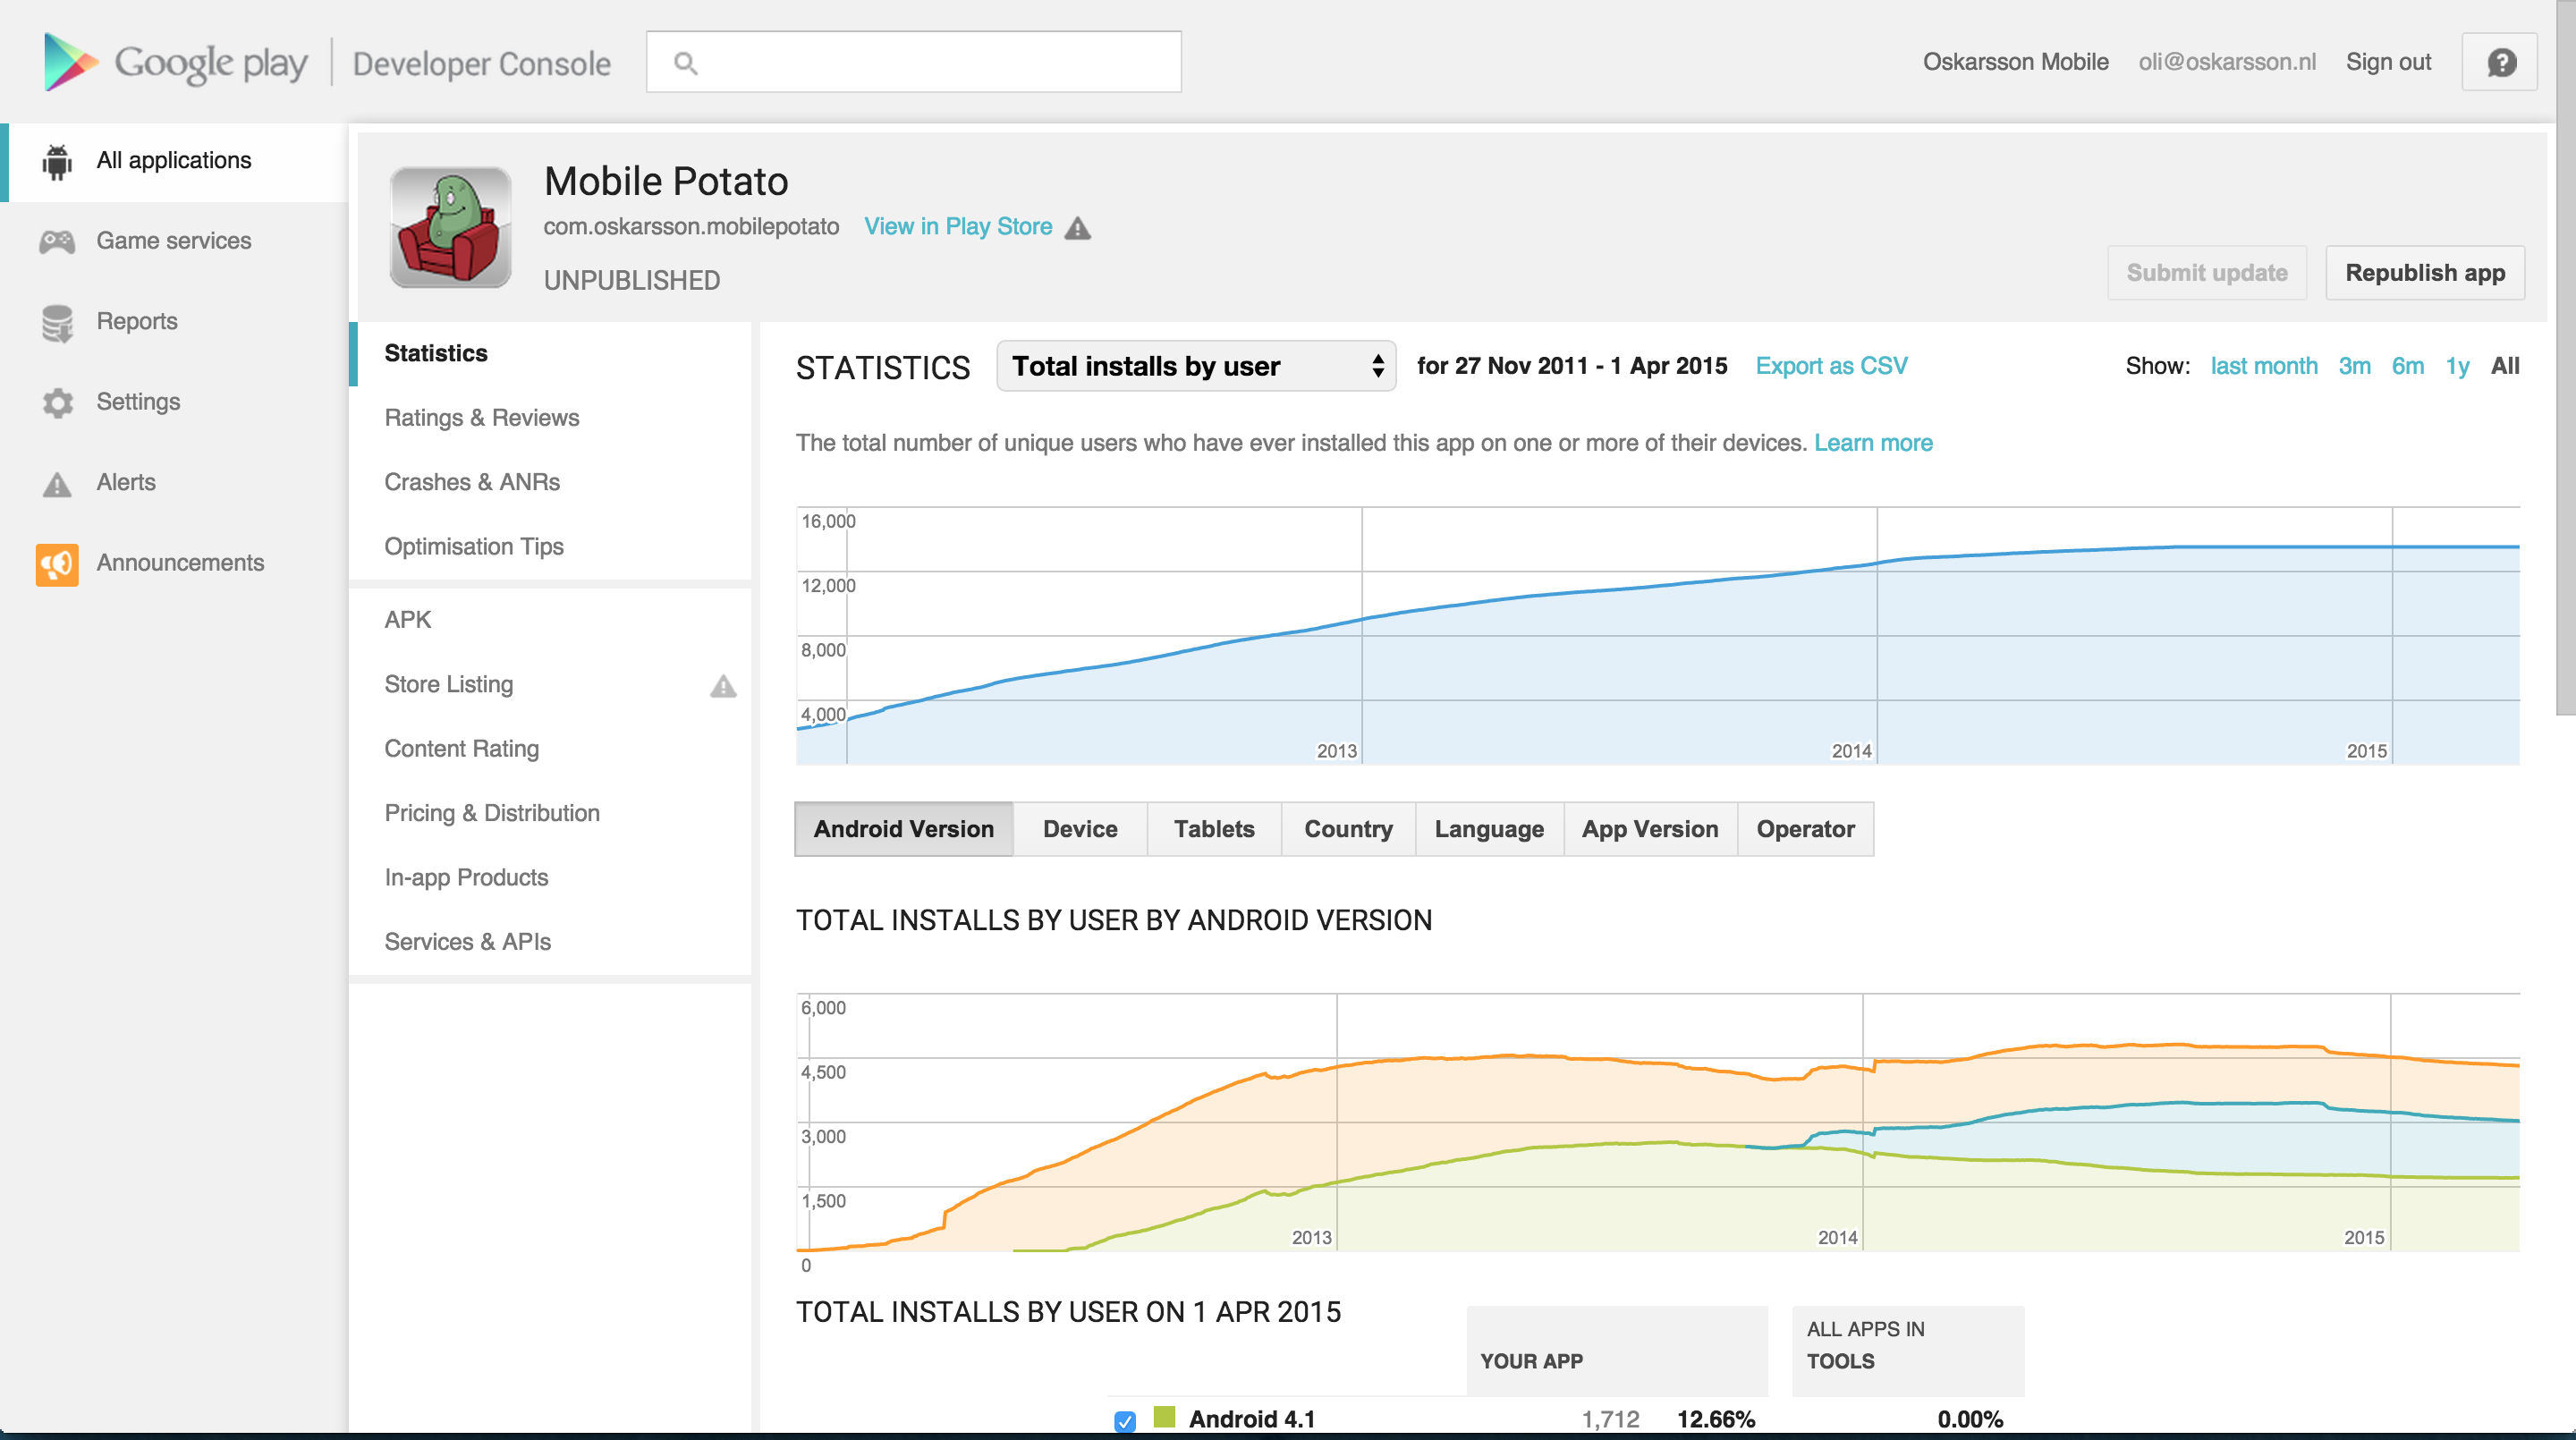 Google play | Developer Console
Oskarsson Mobile oli@oskarsson.nl Sign out
?
All applications
Game services
Reports
Settings
Alerts
Announcements
Mobile Potato
com.oskarsson.mobilepotato View in Play Store
UNPUBLISHED
Submit update Republish app
Statistics
Ratings & Reviews
Crashes & ANRs
Optimisation Tips
APK
Store Listing
Content Rating
Pricing & Distribution
In-app Products
Services & APIs
STATISTICS Total installs by user for 27 Nov 2011 - 1 Apr 2015 Export as CSV Show: last month 3m 6m 1y All
The total number of unique users who have ever installed this app on one or more of their devices. Learn more
16,000
12,000
8,000
4,000
2013 2014 2015
Android Version Device Tablets Country Language App Version Operator
TOTAL INSTALLS BY USER BY ANDROID VERSION
6,000
4,500
3,000
1,500
2013 2014 2015
0
TOTAL INSTALLS BY USER ON 1 APR 2015
YOUR APP
ALL APPS IN
TOOLS
Android 4.1 1,712 12.66% 0.00%